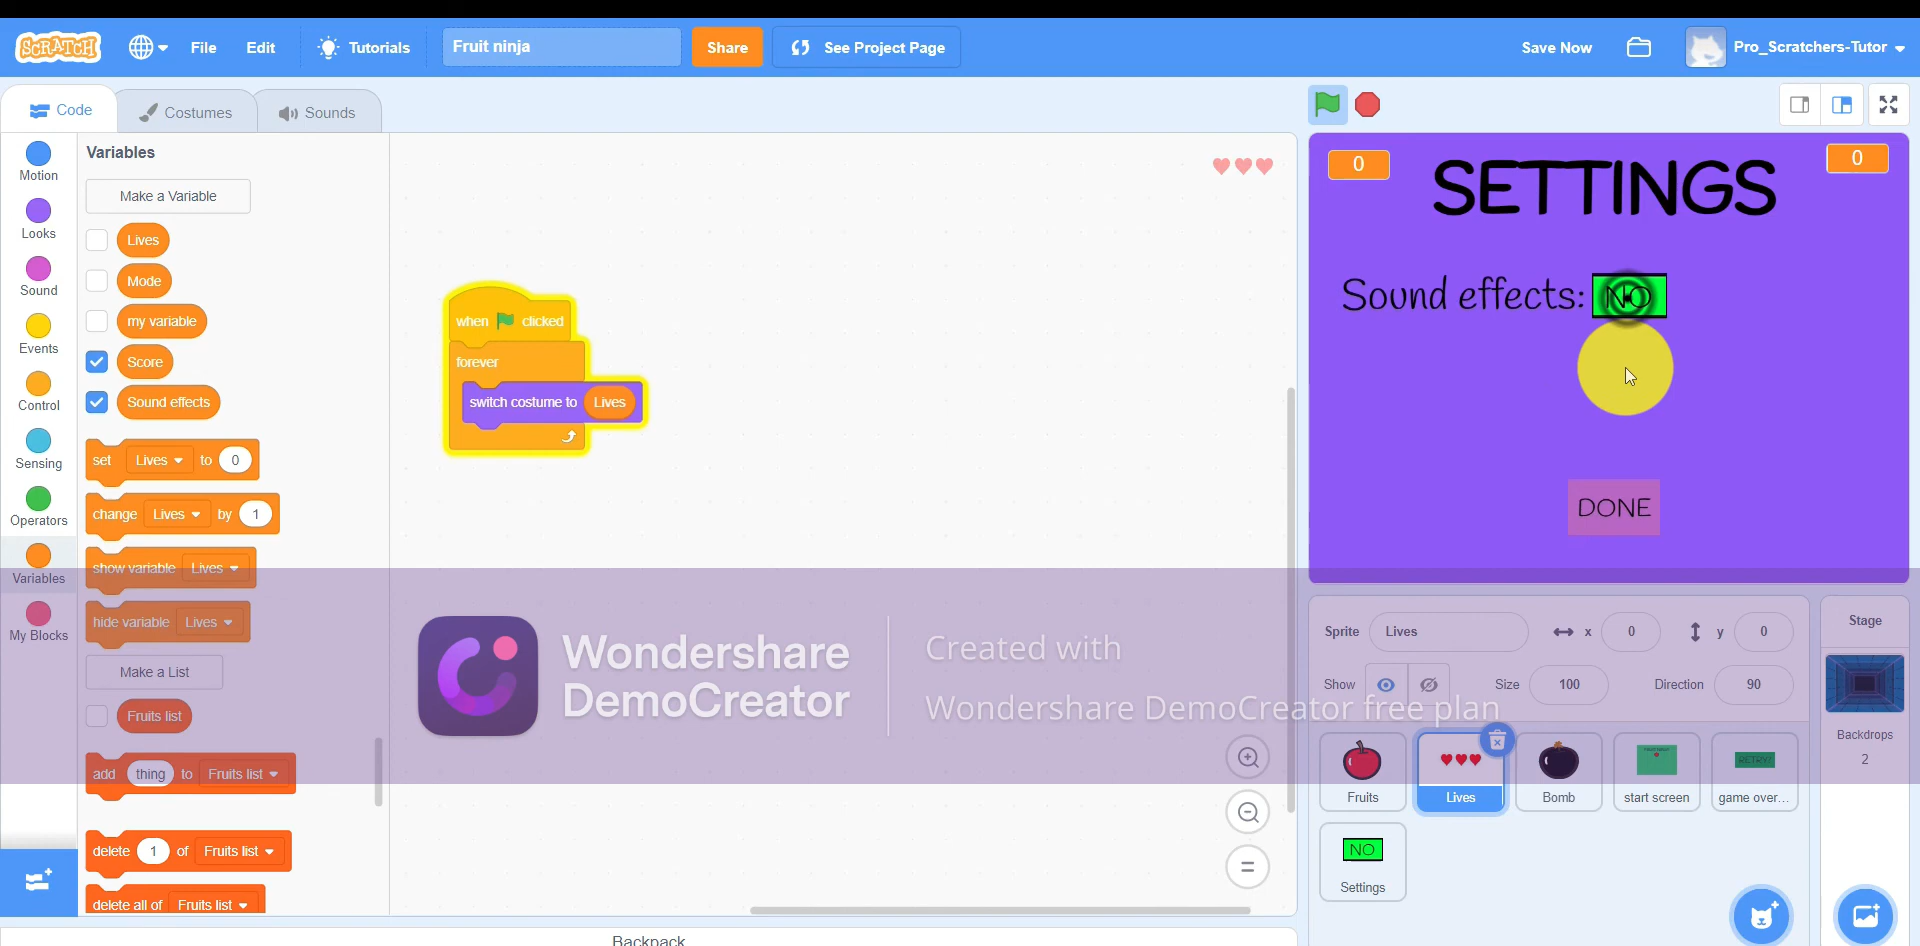 SCRATCH
File
Edit
Tutorials
Fruit ninja
Share
See Project Page
Save Now
Pro_Scratchers-Tutor
Code
Costumes
Sounds
Motion
Looks
Sound
Events
Control
Sensing
Operators
Variables
My Blocks
Variables
Make a Variable
Lives
Mode
my variable
Score
Sound effects
set Lives to 0
change Lives by 1
show variable Lives
hide variable Lives
Make a List
Fruits list
add thing to Fruits list
delete 1 of Fruits list
delete all of Fruits list
when clicked
forever
switch costume to Lives
0
SETTINGS
0
Sound effects: NO
DONE
Wondershare
DemoCreator
Created with
Wondershare DemoCreator free plan
Sprite Lives x 0 y 0
Show Size 100 Direction 90
Fruits
Lives
Bomb
start screen
RETRY!
game over...
NO
Settings
Stage
Backdrops
2
Backpack